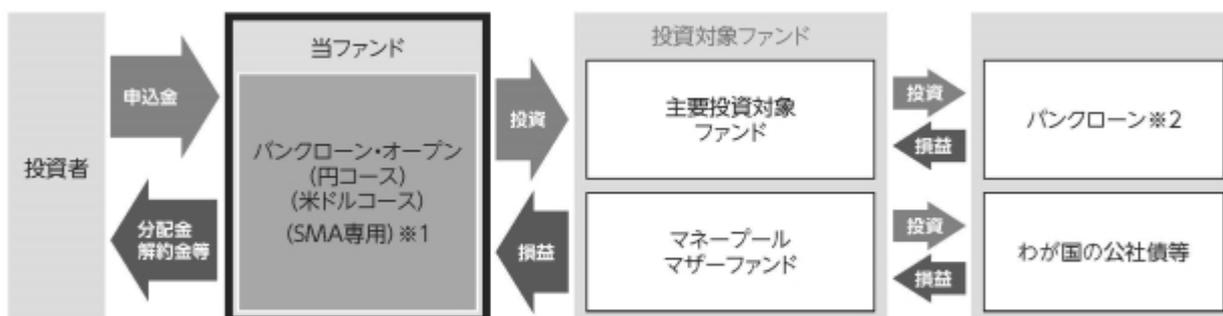 投資者
申込金
分配金
解約金等
当ファンド
バンクローン・オープン
(円コース)
(米ドルコース)
(SMA専用)※1
投資
損益
投資対象ファンド
主要投資対象
ファンド
マネープール
マザーファンド
投資
損益
投資
損益
バンクローン※2
わが国の公社債等